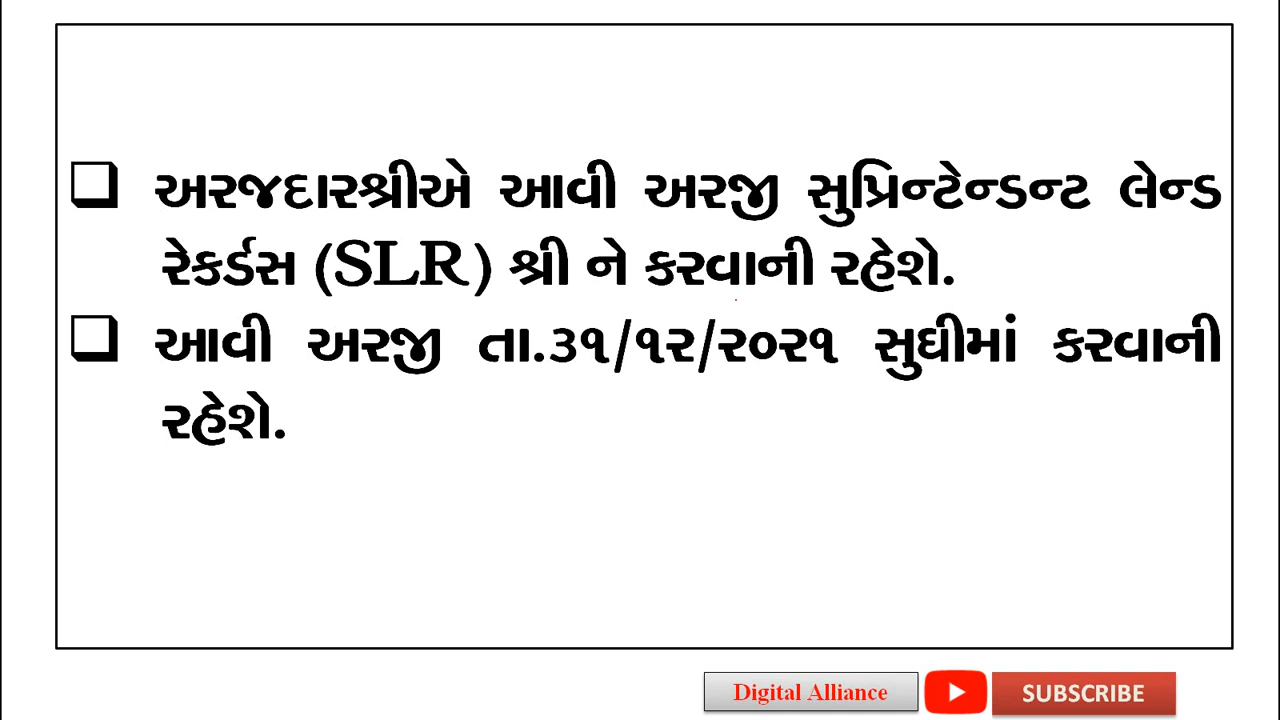 ❑ અરજદારશ્રીએ આવી અરજી સુપ્રિન્ટેન્ડન્ટ લેન્ડ
રેકર્ડસ (SLR) શ્રી ને કરવાની રહેશે.
❑ આવી અરજી તા.૩૧/૧૨/૨૦૨૧ સુધીમાં કરવાની
રહેશે.
Digital Alliance SUBSCRIBE